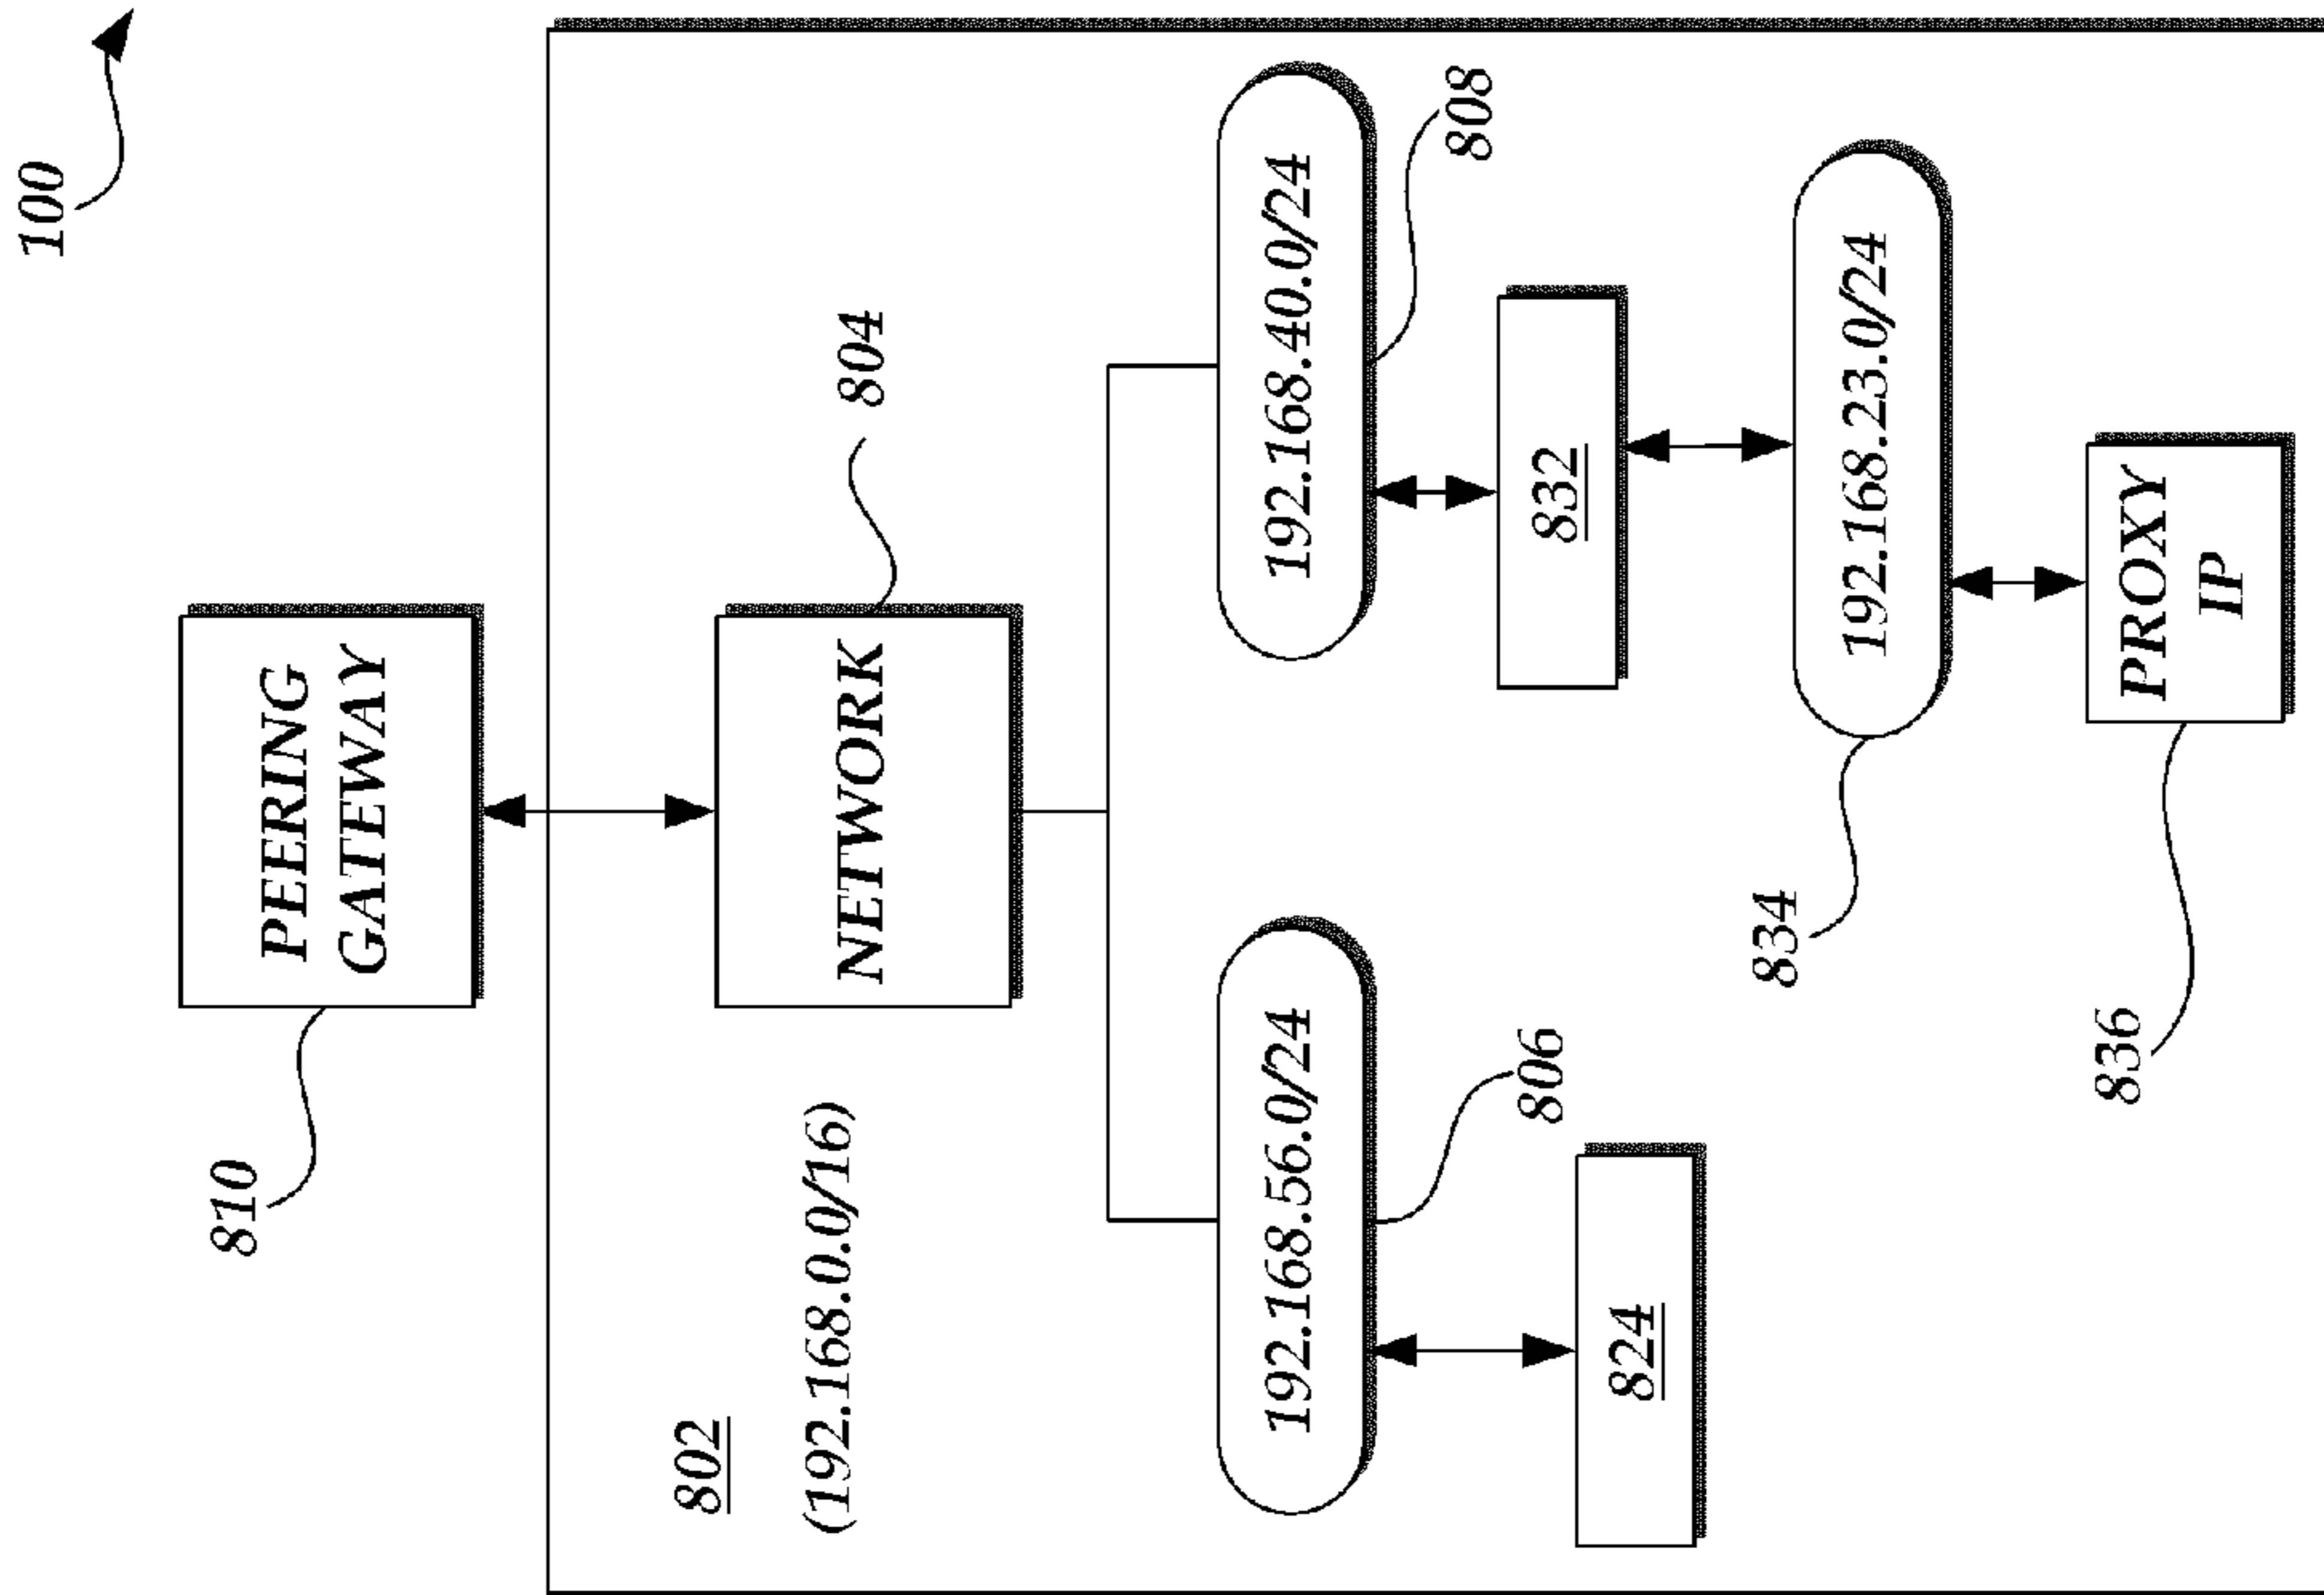 100
810
PEERING
GATEWAY
802
(192.168.0.0/16)
NETWORK
804
192.168.56.0/24
806
192.168.40.0/24
808
824
832
834
192.168.23.0/24
836
PROXY
IP